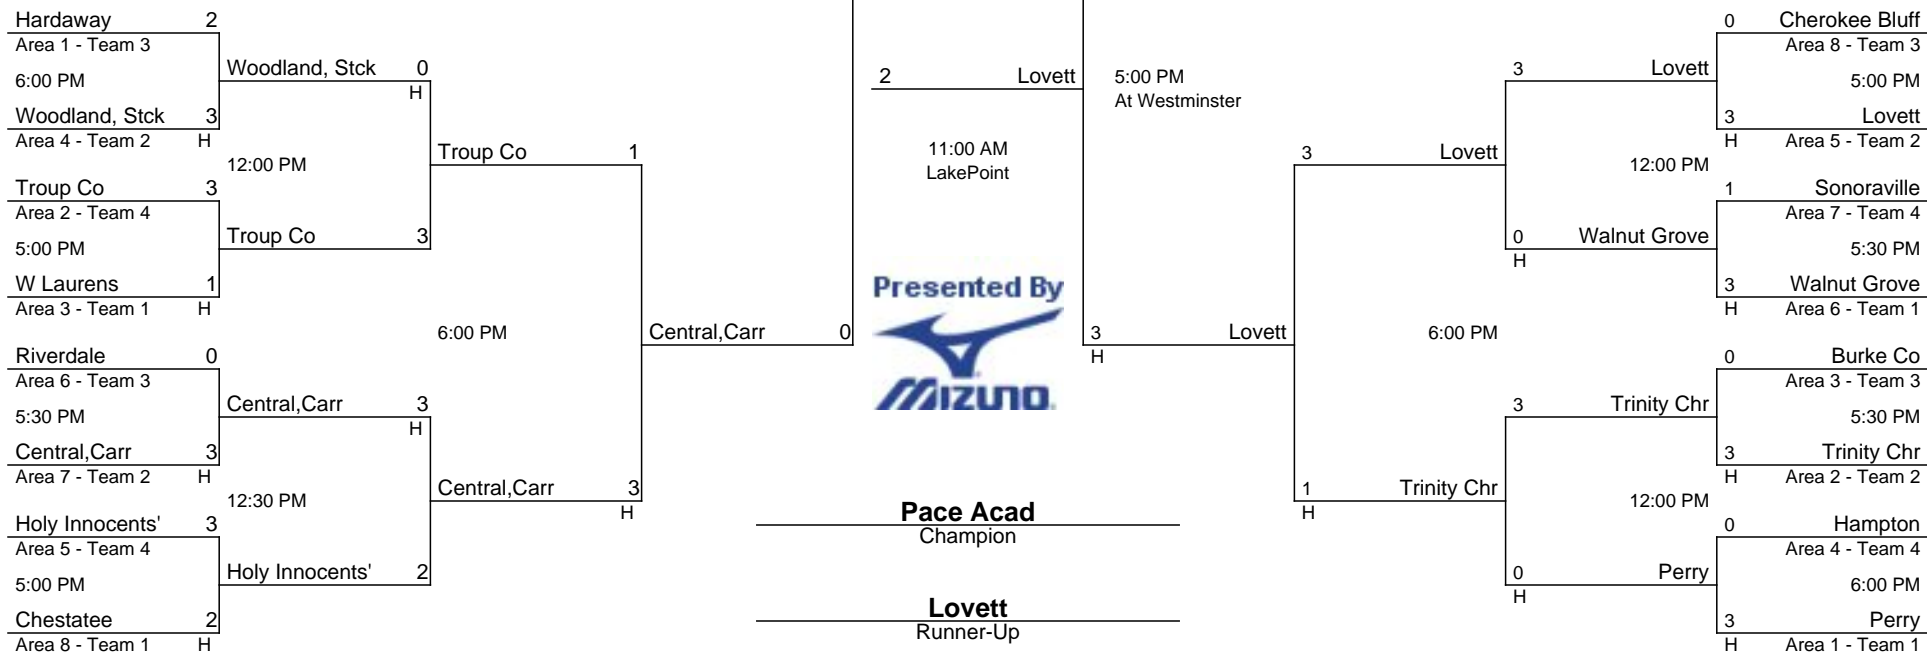 Hardaway 2
Area 1 - Team 3
6:00 PM
Woodland, Stck 3
Area 4 - Team 2 H
Woodland, Stck 0
H
12:00 PM
Troup Co 3
Area 2 - Team 4
5:00 PM
W Laurens 1
Area 3 - Team 1 H
Troup Co 3
Troup Co 1
6:00 PM
Riverdale 0
Area 6 - Team 3
5:30 PM
Central,Carr 3
Area 7 - Team 2 H
Central,Carr 3
H
12:30 PM
Holy Innocents' 3
Area 5 - Team 4
5:00 PM
Chestatee 2
Area 8 - Team 1 H
Holy Innocents' 2
Central,Carr 3
H
Central,Carr 0
2 Lovett
11:00 AM
LakePoint
Presented By
MIZUNO
Pace Acad
Champion
Lovett
Runner-Up
5:00 PM
At Westminster
3 Lovett
H
3 Lovett
6:00 PM
1 Trinity Chr
H
3 Lovett
12:00 PM
0 Walnut Grove
H
3 Trinity Chr
12:00 PM
0 Perry
H
0 Cherokee Bluff
Area 8 - Team 3
5:00 PM
3 Lovett
H Area 5 - Team 2
1 Sonoraville
Area 7 - Team 4
5:30 PM
3 Walnut Grove
H Area 6 - Team 1
0 Burke Co
Area 3 - Team 3
5:30 PM
3 Trinity Chr
H Area 2 - Team 2
0 Hampton
Area 4 - Team 4
6:00 PM
3 Perry
H Area 1 - Team 1